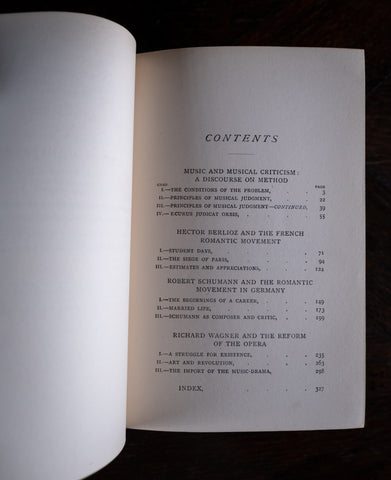 CONTENTS
MUSIC AND MUSICAL CRITICISM:
A DISCOURSE ON METHOD
CHAP. PAGE
I.—THE CONDITIONS OF THE PROBLEM, 3
II.—PRINCIPLES OF MUSICAL JUDGMENT, 22
III.—PRINCIPLES OF MUSICAL JUDGMENT—CONTINUED, 39
IV.—SECURUS JUDICAT ORBIS, 55
HECTOR BERLIOZ AND THE FRENCH
ROMANTIC MOVEMENT
I.—STUDENT DAYS, 71
II.—THE SIEGE OF PARIS, 94
III.—ESTIMATES AND APPRECIATIONS, 124
ROBERT SCHUMANN AND THE ROMANTIC
MOVEMENT IN GERMANY
I.—THE BEGINNINGS OF A CAREER, 149
II.—MARRIED LIFE, 173
III.—SCHUMANN AS COMPOSER AND CRITIC, 199
RICHARD WAGNER AND THE REFORM
OF THE OPERA
I.—A STRUGGLE FOR EXISTENCE, 235
II.—ART AND REVOLUTION, 263
III.—THE IMPORT OF THE MUSIC-DRAMA, 298
INDEX, 327